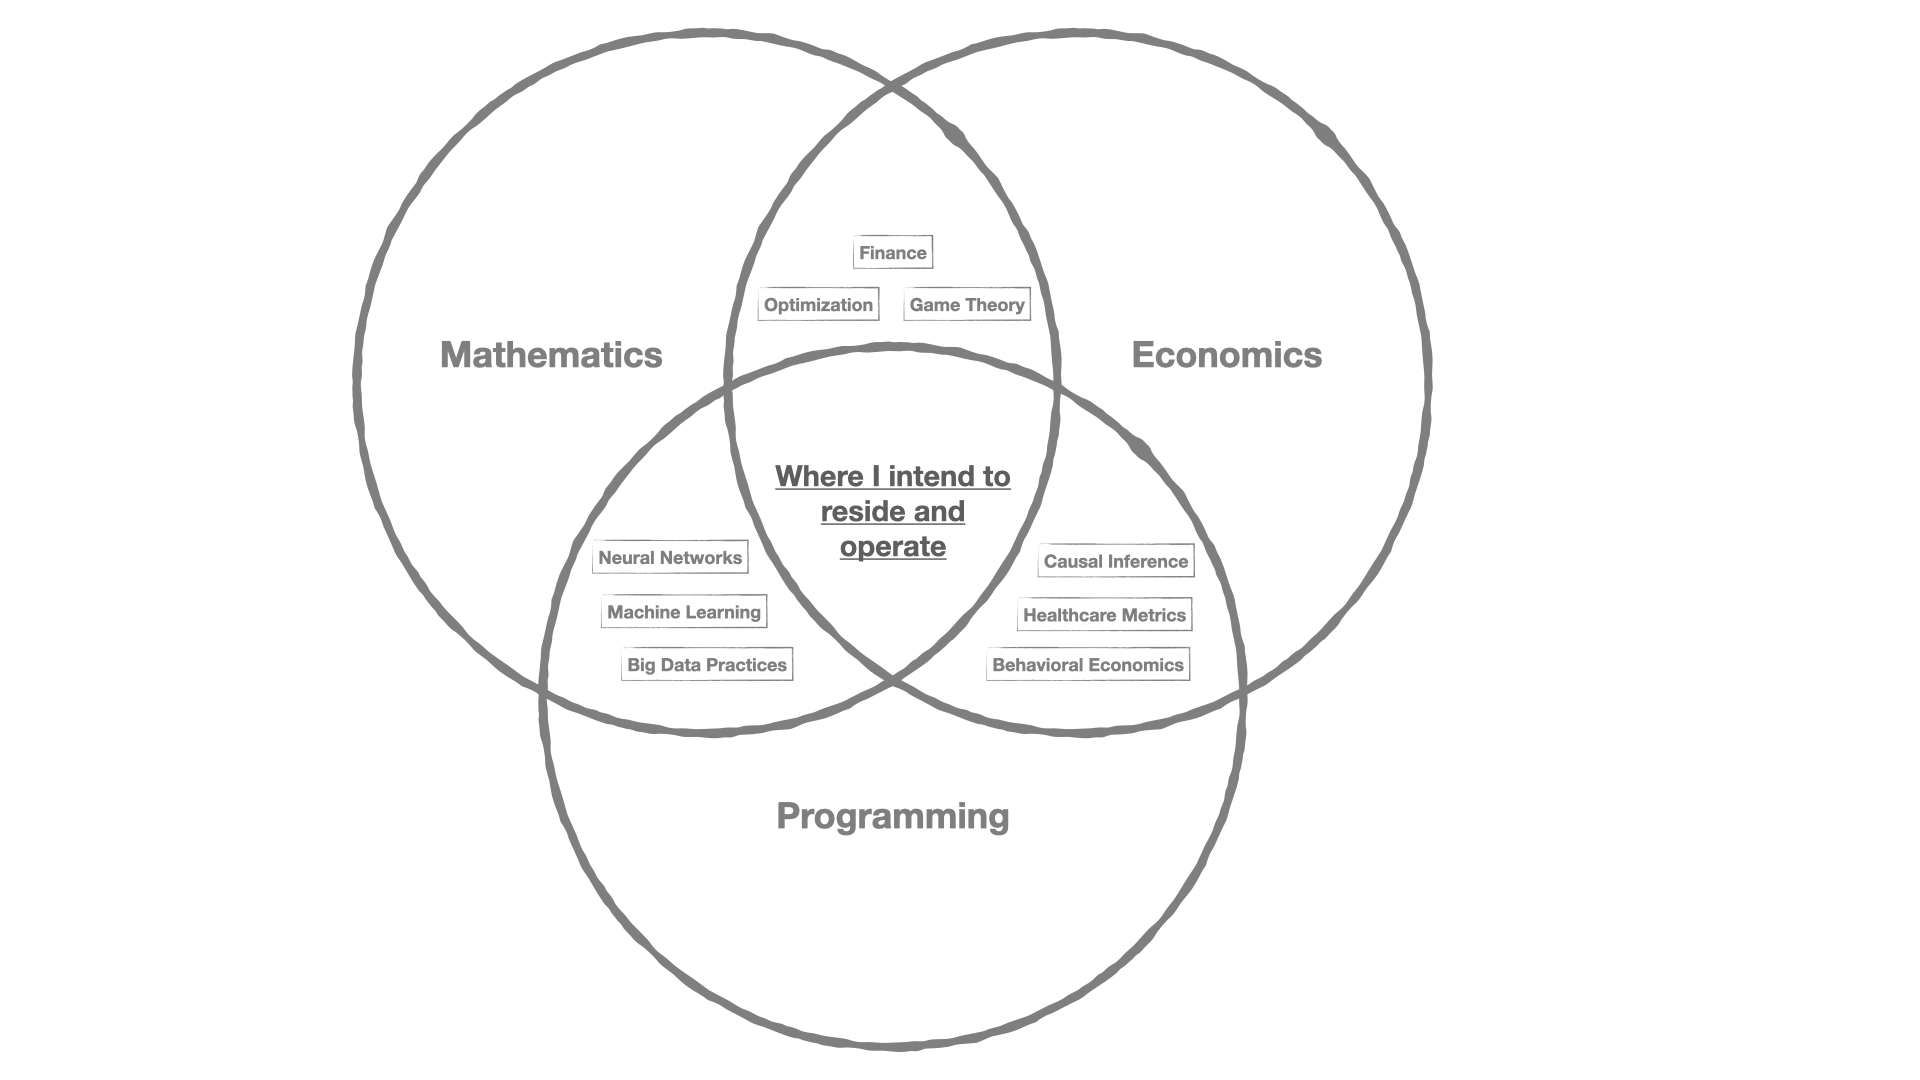 Finance
Optimization
Game Theory
Mathematics
Economics
Where I intend to
reside and
operate
Neural Networks
Machine Learning
Big Data Practices
Causal Inference
Healthcare Metrics
Behavioral Economics
Programming